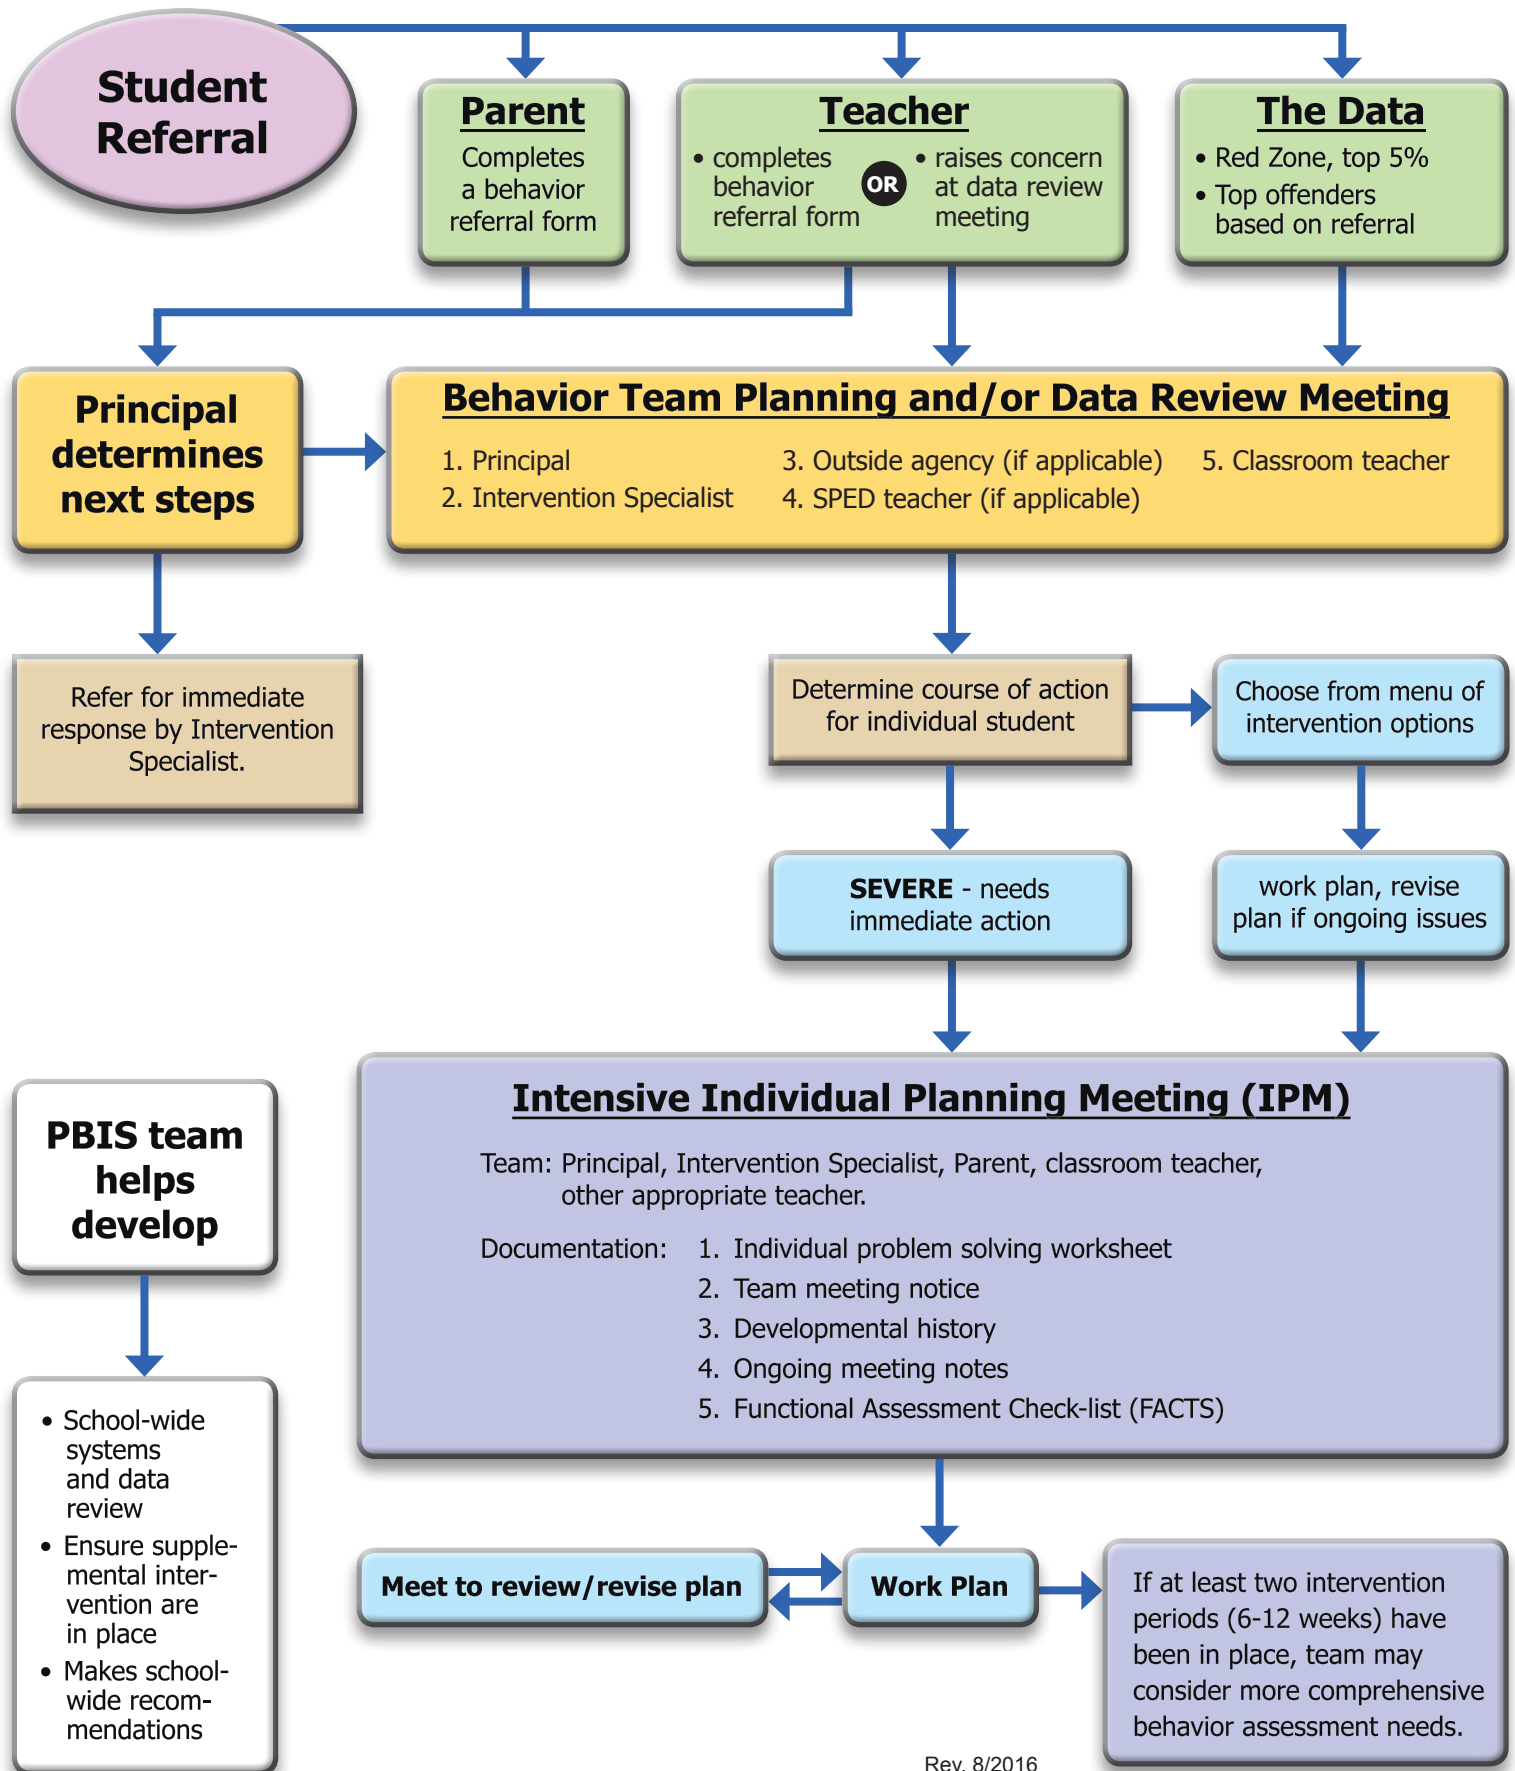 Student
Referral
Parent
Completes
a behavior
referral form
Teacher
• completes
behavior
referral form
OR
• raises concern
at data review
meeting
The Data
• Red Zone, top 5%
• Top offenders
based on referral
Principal
determines
next steps
Behavior Team Planning and/or Data Review Meeting
1. Principal
2. Intervention Specialist
3. Outside agency (if applicable)
4. SPED teacher (if applicable)
5. Classroom teacher
Refer for immediate
response by Intervention
Specialist.
Determine course of action
for individual student
Choose from menu of
intervention options
SEVERE - needs
immediate action
work plan, revise
plan if ongoing issues
PBIS team
helps
develop
• School-wide
systems
and data
review
• Ensure supple-
mental inter-
vention are
in place
• Makes school-
wide recom-
mendations
Intensive Individual Planning Meeting (IPM)
Team: Principal, Intervention Specialist, Parent, classroom teacher,
other appropriate teacher.
Documentation: 1. Individual problem solving worksheet
2. Team meeting notice
3. Developmental history
4. Ongoing meeting notes
5. Functional Assessment Check-list (FACTS)
Meet to review/revise plan
Work Plan
If at least two intervention
periods (6-12 weeks) have
been in place, team may
consider more comprehensive
behavior assessment needs.
Rev. 8/2016